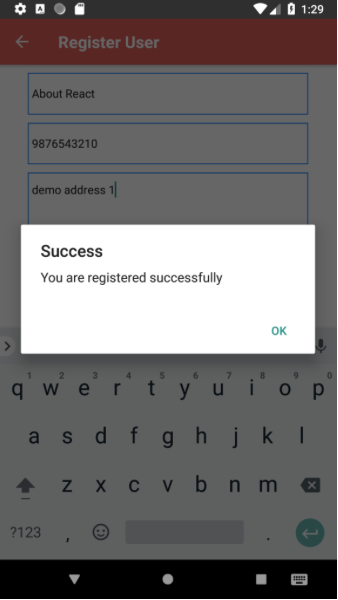 1:29
Register User
About React
9876543210
demo address 1
Success
You are registered successfully
OK
1 2 3 4 5 6 7 8 9 0
q w e r t y u i o p
a s d f g h j k l
z x c v b n m
?123 , .